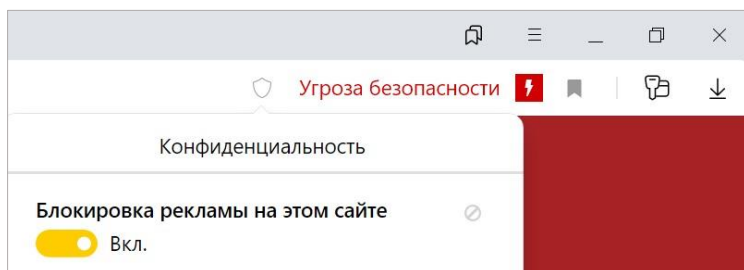 Угроза безопасности
Конфиденциальность
Блокировка рекламы на этом сайте
Вкл.